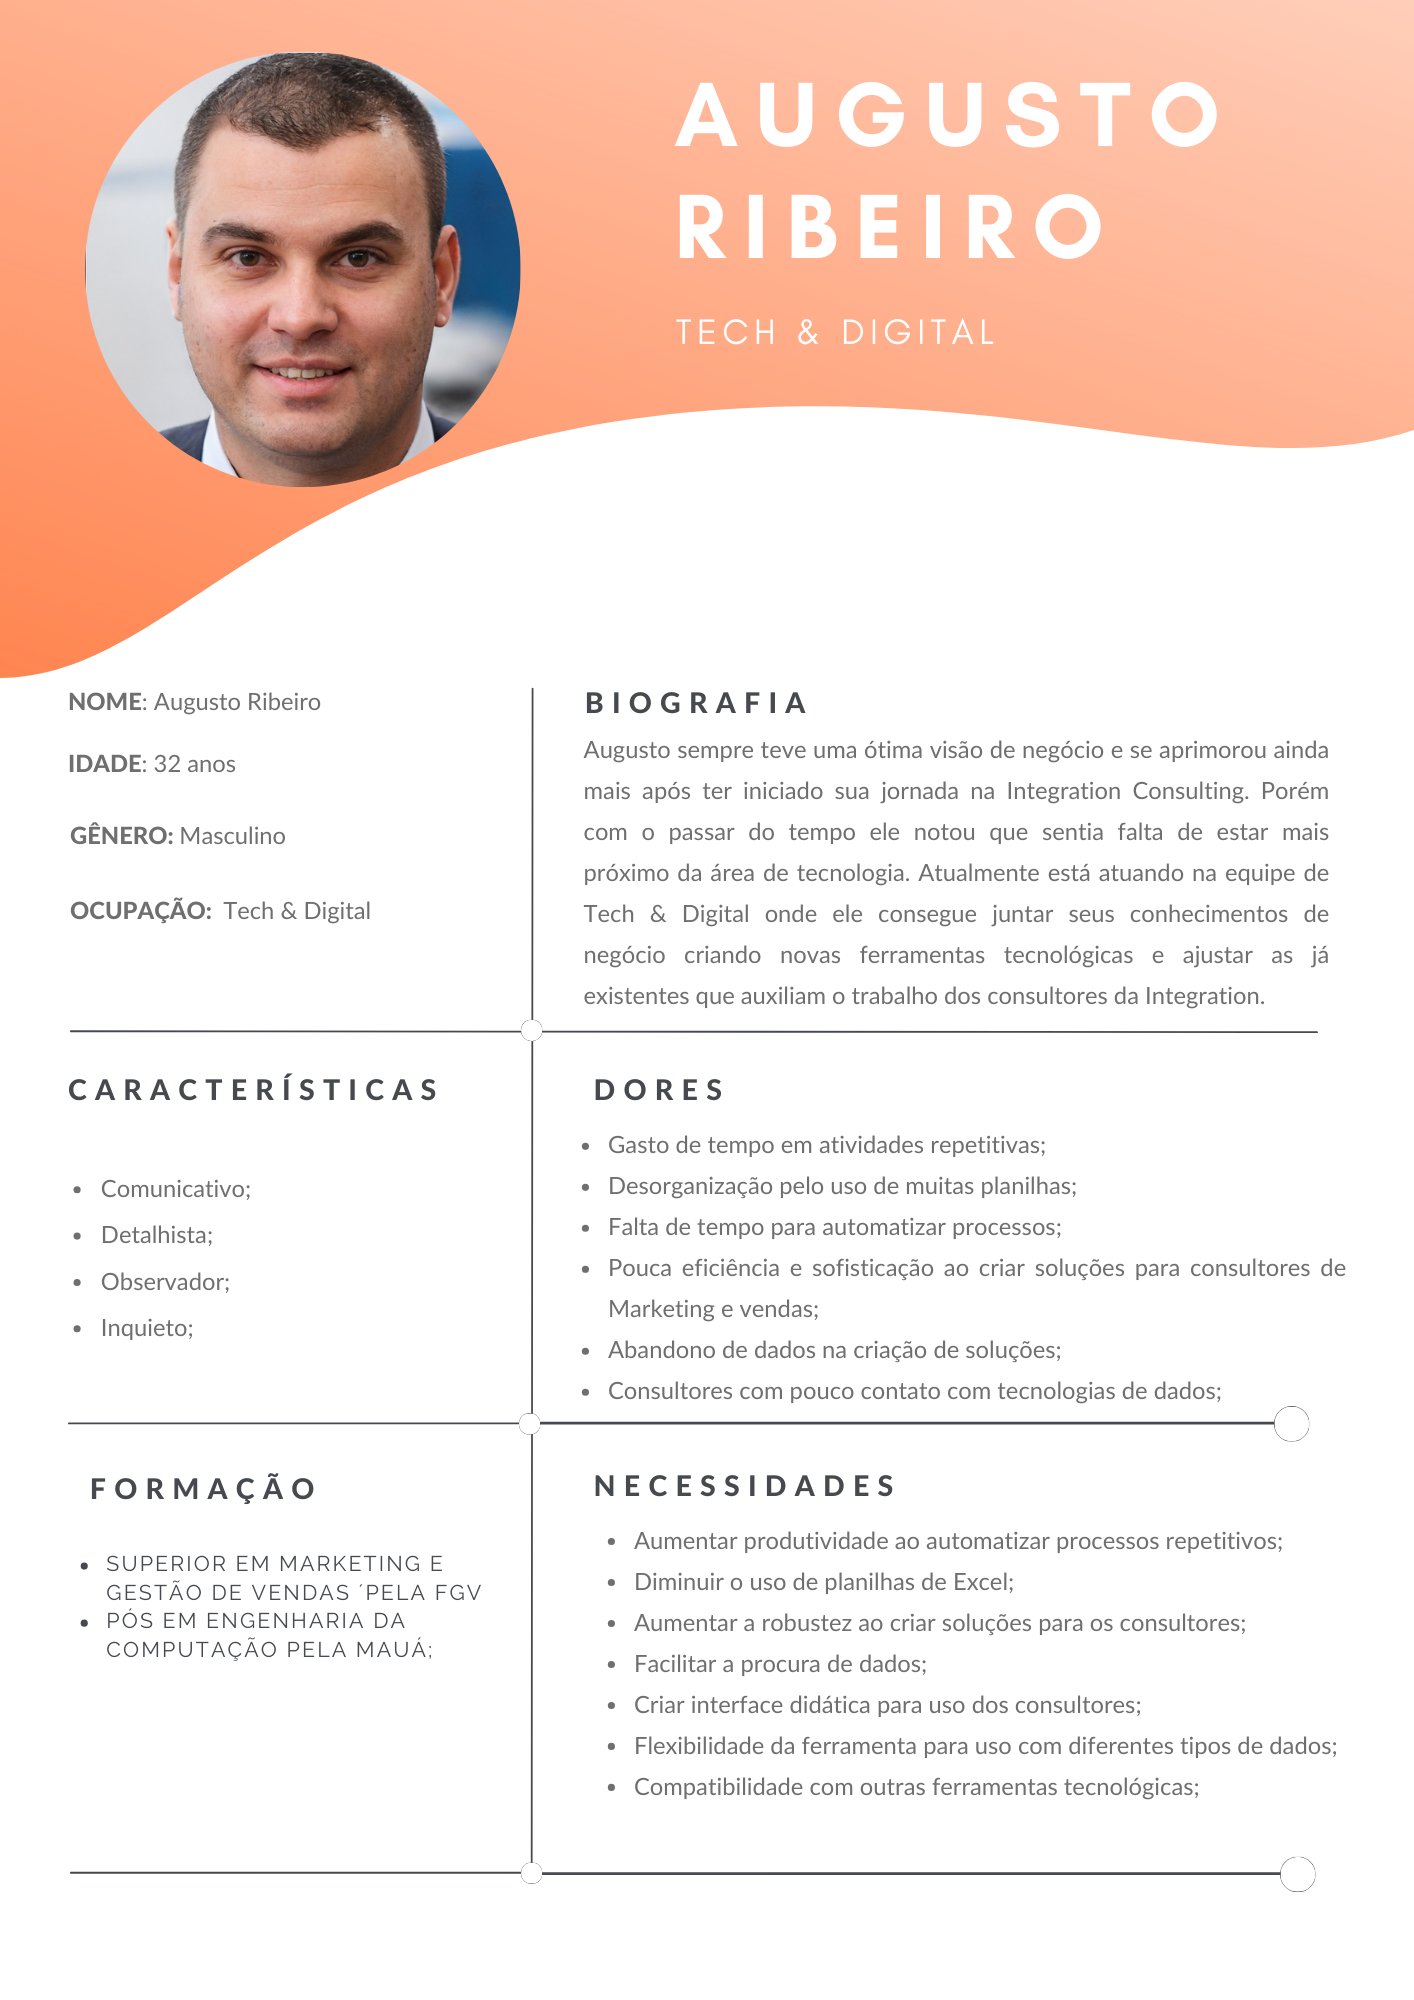 AUGUSTO
RIBEIRO
TECH & DIGITAL
NOME: Augusto Ribeiro
IDADE: 32 anos
GÊNERO: Masculino
OCUPAÇÃO: Tech & Digital
BIOGRAFIA
Augusto sempre teve uma ótima visão de negócio e se aprimorou ainda
mais após ter iniciado sua jornada na Integration Consulting. Porém
com o passar do tempo ele notou que sentia falta de estar mais
próximo da área de tecnologia. Atualmente está atuando na equipe de
Tech & Digital onde ele consegue juntar seus conhecimentos de
negócio criando novas ferramentas tecnológicas e ajustar as já
existentes que auxiliam o trabalho dos consultores da Integration.
CARACTERÍSTICAS
• Comunicativo;
• Detalhista;
• Observador;
• Inquieto;
DORES
• Gasto de tempo em atividades repetitivas;
• Desorganização pelo uso de muitas planilhas;
• Falta de tempo para automatizar processos;
• Pouca eficiência e sofisticação ao criar soluções para consultores de
Marketing e vendas;
• Abandono de dados na criação de soluções;
• Consultores com pouco contato com tecnologias de dados;
FORMAÇÃO
• SUPERIOR EM MARKETING E
GESTÃO DE VENDAS ´PELA FGV
• PÓS EM ENGENHARIA DA
COMPUTAÇÃO PELA MAUÁ;
NECESSIDADES
• Aumentar produtividade ao automatizar processos repetitivos;
• Diminuir o uso de planilhas de Excel;
• Aumentar a robustez ao criar soluções para os consultores;
• Facilitar a procura de dados;
• Criar interface didática para uso dos consultores;
• Flexibilidade da ferramenta para uso com diferentes tipos de dados;
• Compatibilidade com outras ferramentas tecnológicas;